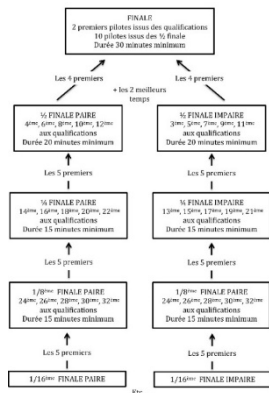 FINALE
2 premiers pilotes issus des qualifications
10 pilotes issus des ½ finale
Durée 30 minutes minimum
Les 4 premiers
Les 4 premiers
+ les 2 meilleurs
temps
½ FINALE PAIRE
4ème, 6ème, 8ème, 10ème, 12ème
aux qualifications
Durée 20 minutes minimum
½ FINALE IMPAIRE
3ème, 5ème, 7ème, 9ème, 11ème
aux qualifications
Durée 20 minutes minimum
Les 5 premiers
Les 5 premiers
¼ FINALE PAIRE
14ème, 16ème, 18ème, 20ème, 22ème
aux qualifications
Durée 15 minutes minimum
¼ FINALE IMPAIRE
13ème, 15ème, 17ème, 19ème, 21ème
aux qualifications
Durée 15 minutes minimum
Les 5 premiers
Les 5 premiers
1/8ème FINALE PAIRE
24ème, 26ème, 28ème, 30ème, 32ème
aux qualifications
Durée 15 minutes minimum
1/8ème FINALE PAIRE
24ème, 26ème, 28ème, 30ème, 32ème
aux qualifications
Durée 15 minutes minimum
Les 5 premiers
Les 5 premiers
1/16ème FINALE PAIRE
1/16ème FINALE IMPAIRE
Etc